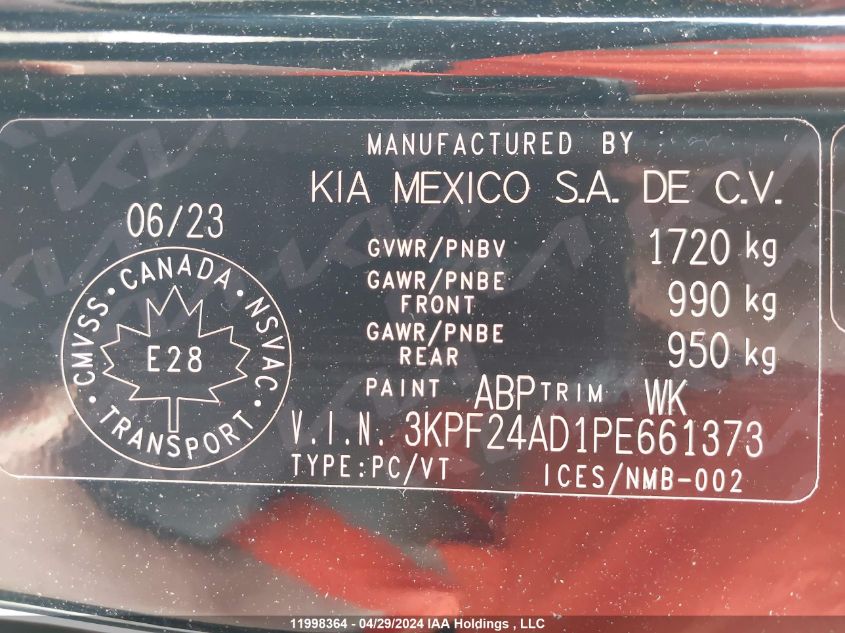 MANUFACTURED BY
KIA MEXICO S.A. DE C.V.
06/23
GVWR/PNBV 1720 kg
GAWR/PNBE
FRONT 990 kg
GAWR/PNBE
REAR 950 kg
PAINT ABP TRIM WK
V.I.N. 3KPF24AD1PE661373
TYPE:PC/VT ICES/NMB-002
CMVSS • CANADA • NSVAC • TRANSPORT •
E28
11998364 - 04/29/2024 IAA Holdings , LLC